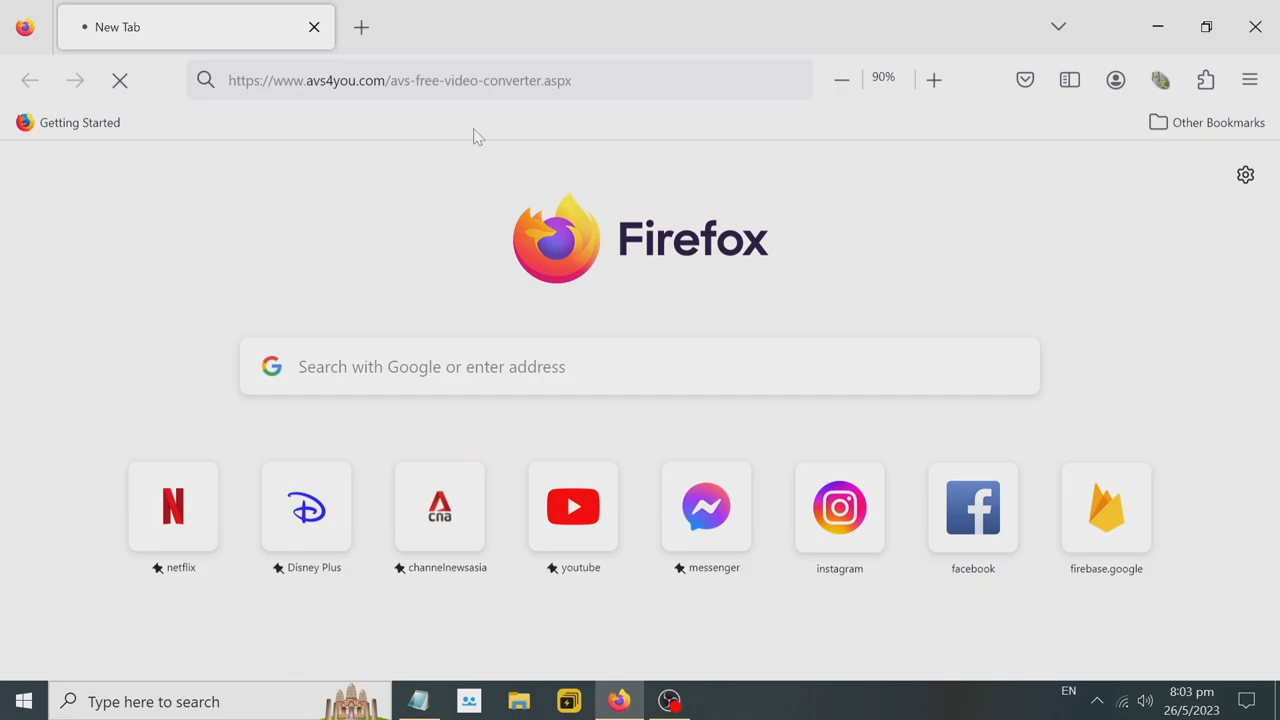 New Tab
https://www.avs4you.com/avs-free-video-converter.aspx
90%
Getting Started
Other Bookmarks
Firefox
Search with Google or enter address
N
D
cna
netflix
Disney Plus
channelnewsasia
youtube
messenger
instagram
facebook
firebase.google
Type here to search
EN
8:03 pm
26/5/2023